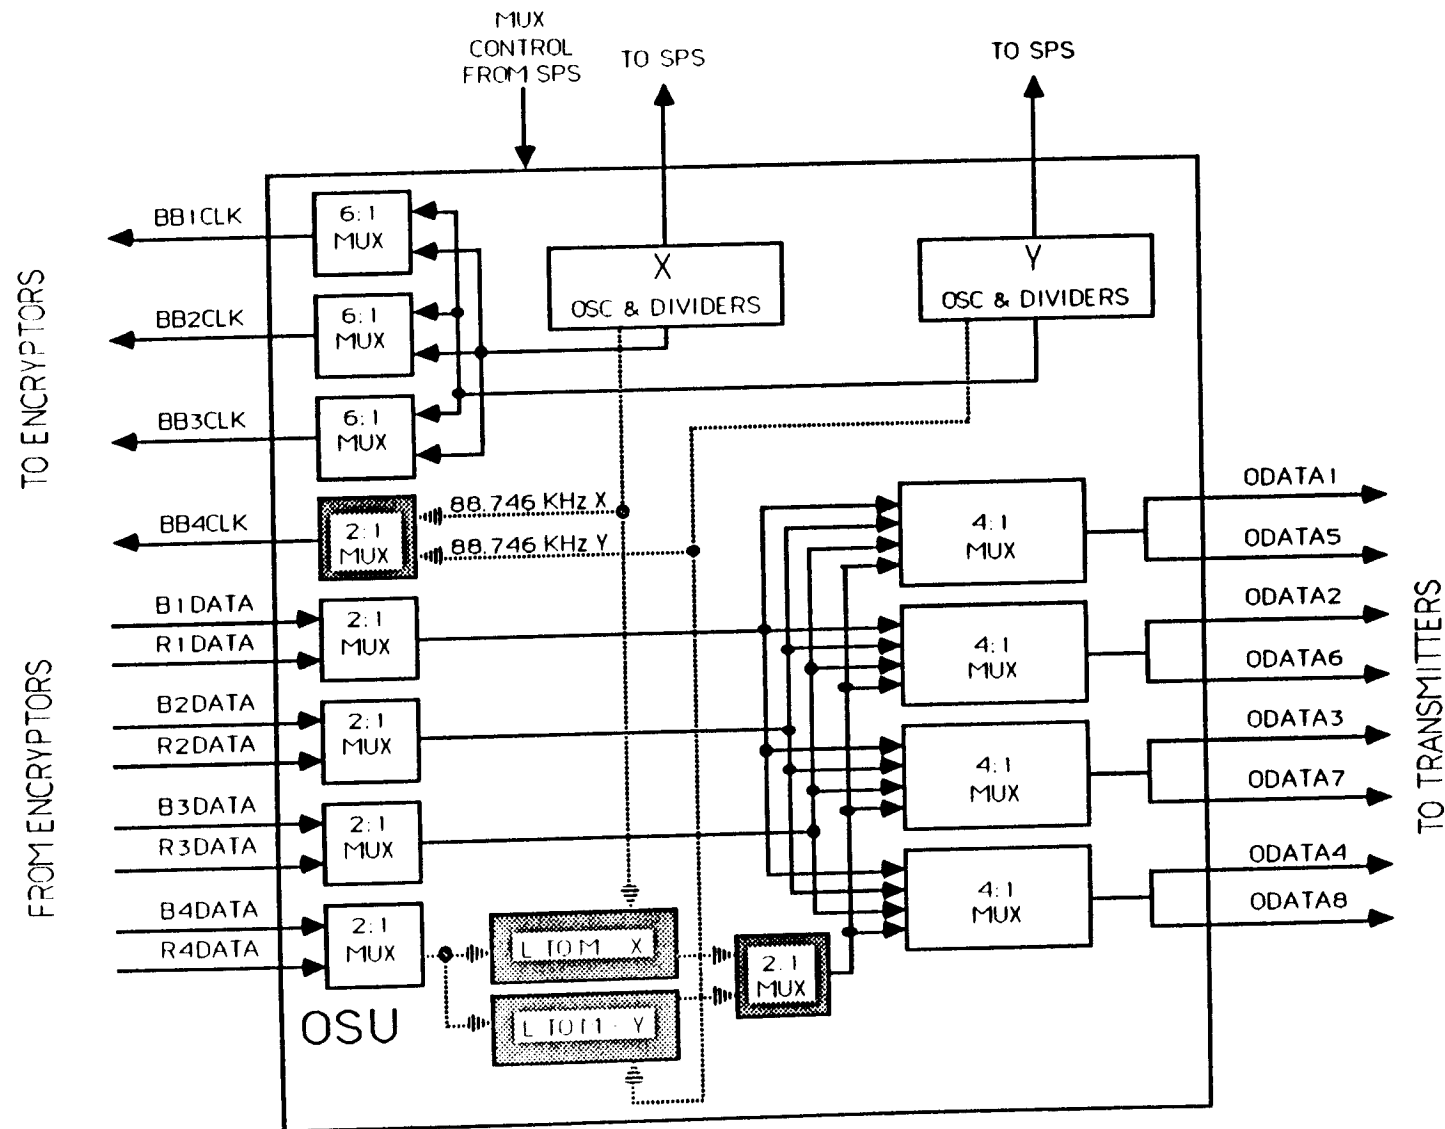 MUX
CONTROL
FROM SPS
TO SPS
TO SPS
TO ENCRYPTORS
BB1CLK
6:1
MUX
X
OSC & DIVIDERS
Y
OSC & DIVIDERS
BB2CLK
6:1
MUX
BB3CLK
6:1
MUX
BB4CLK
2:1
MUX
88.746 KHz X
88.746 KHz Y
FROM ENCRYPTORS
B1DATA
R1DATA
2:1
MUX
B2DATA
R2DATA
2:1
MUX
B3DATA
R3DATA
2:1
MUX
B4DATA
R4DATA
2:1
MUX
L TO M - X
L TO M - Y
2:1
MUX
4:1
MUX
4:1
MUX
4:1
MUX
4:1
MUX
ODATA1
ODATA5
ODATA2
ODATA6
ODATA3
ODATA7
ODATA4
ODATA8
TO TRANSMITTERS
OSU